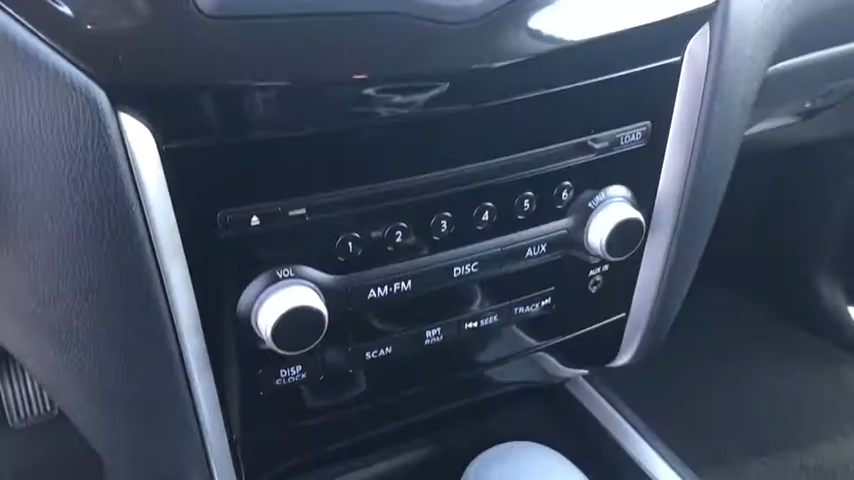 LOAD
1 2 3 4 5 6
TUNE
VOL
AM·FM DISC AUX
AUX IN
SCAN RPT RDM SEEK TRACK
DISP
CLOCK